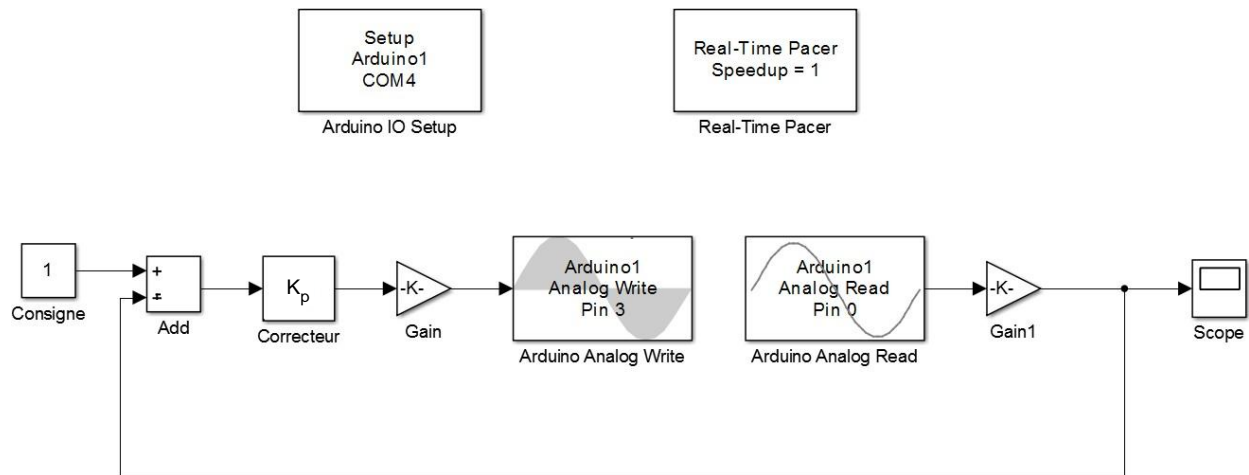 Setup
Arduino1
COM4
Arduino IO Setup
Real-Time Pacer
Speedup = 1
Real-Time Pacer
1
Consigne
+
-
Add
Kp
Correcteur
-K-
Gain
Arduino1
Analog Write
Pin 3
Arduino Analog Write
Arduino1
Analog Read
Pin 0
Arduino Analog Read
-K-
Gain1
Scope